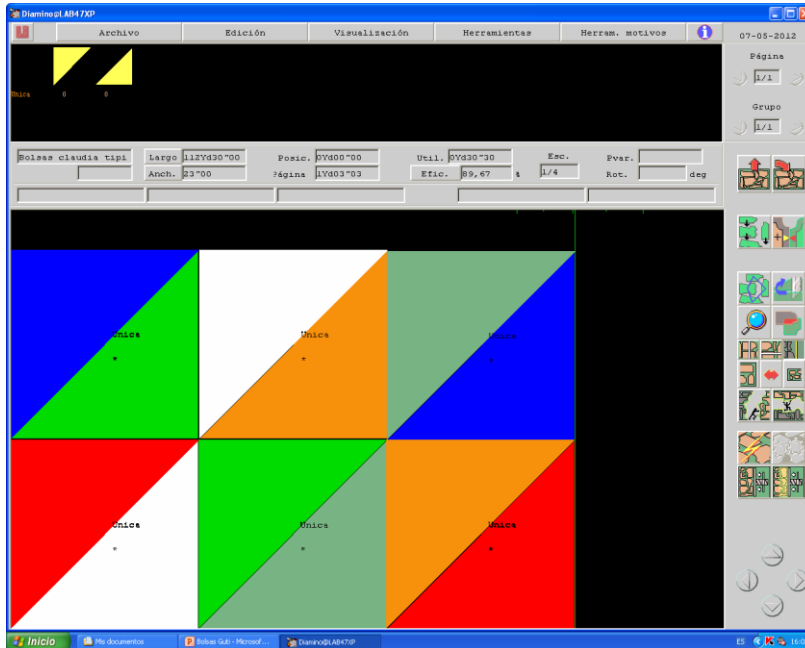 Diamino@LAB47XP
Archivo Edición Visualización Herramientas Herram. motivos 07-05-2012
Página
1/1
Grupo
1/1
Unica 0 0
Bolsas claudia tipi Largo 112Yd30"00 Posic. 0Yd00"00 Util. 0Yd30"30 Esc. Pvar.
Anch. 23"00 ?ágina 1Yd03"03 Efic. 89,67 % 1/4 Rot. deg
Unica Unica Unica
* * *
Unica Unica Unica
* * *
Inicio Mis documentos Bolsas Guti - Microsof... Diamino@LAB47XP ES